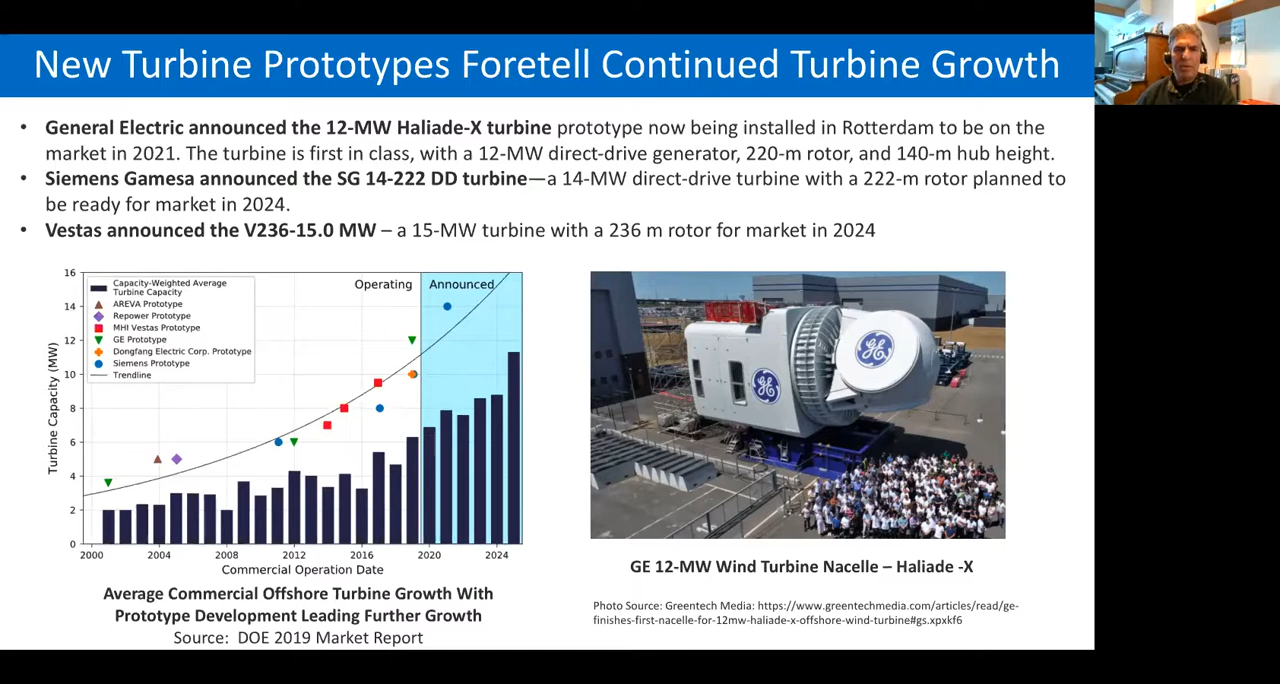 New Turbine Prototypes Foretell Continued Turbine Growth
• General Electric announced the 12-MW Haliade-X turbine prototype now being installed in Rotterdam to be on the
market in 2021. The turbine is first in class, with a 12-MW direct-drive generator, 220-m rotor, and 140-m hub height.
• Siemens Gamesa announced the SG 14-222 DD turbine—a 14-MW direct-drive turbine with a 222-m rotor planned to
be ready for market in 2024.
• Vestas announced the V236-15.0 MW – a 15-MW turbine with a 236 m rotor for market in 2024
Turbine Capacity (MW)
16
14
12
10
8
6
4
2
0
Capacity-Weighted Average
Turbine Capacity
AREVA Prototype
Repower Prototype
MHI Vestas Prototype
GE Prototype
Dongfang Electric Corp. Prototype
Siemens Prototype
Trendline
Operating
Announced
2000 2004 2008 2012 2016 2020 2024
Commercial Operation Date
Average Commercial Offshore Turbine Growth With
Prototype Development Leading Further Growth
Source: DOE 2019 Market Report
GE
GE
GE 12-MW Wind Turbine Nacelle – Haliade -X
Photo Source: Greentech Media: https://www.greentechmedia.com/articles/read/ge-
finishes-first-nacelle-for-12mw-haliade-x-offshore-wind-turbine#gs.xpxkf6